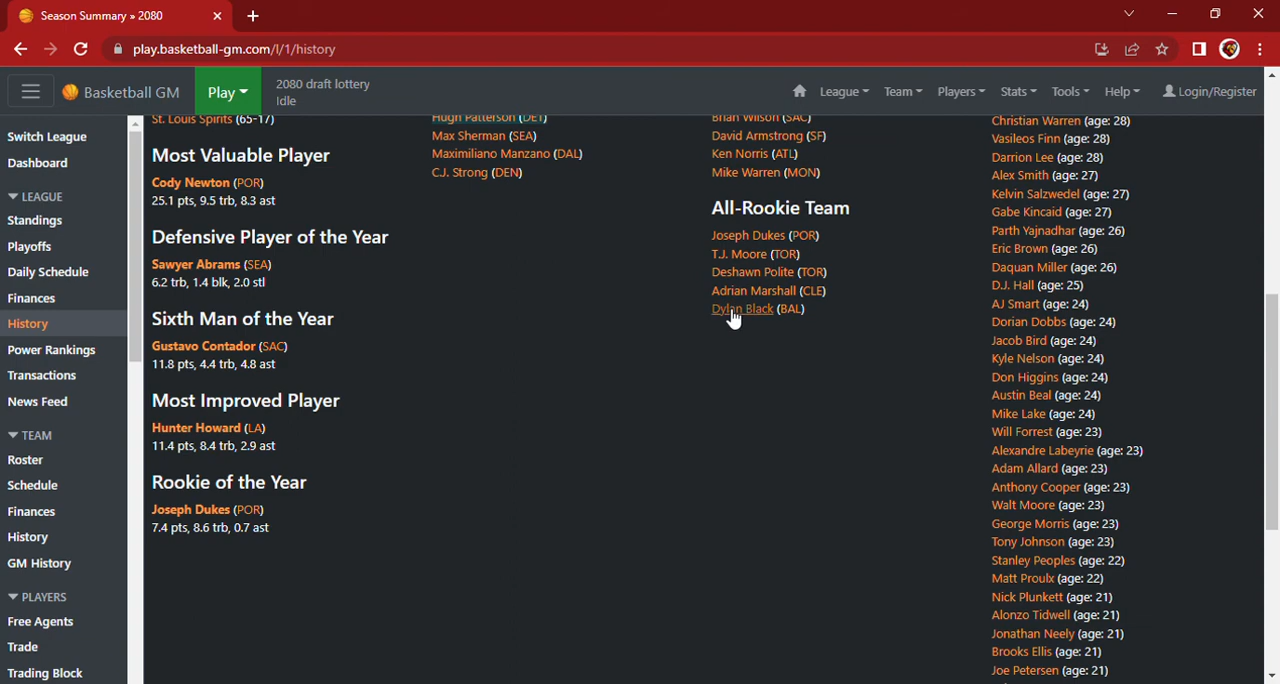 Season Summary » 2080
play.basketball-gm.com/l/1/history
Basketball GM
Play
2080 draft lottery
Idle
League
Team
Players
Stats
Tools
Help
Login/Register
Switch League
Dashboard
LEAGUE
Standings
Playoffs
Daily Schedule
Finances
History
Power Rankings
Transactions
News Feed
TEAM
Roster
Schedule
Finances
History
GM History
PLAYERS
Free Agents
Trade
Trading Block
St. Louis Spirits (65-17)
Most Valuable Player
Cody Newton (POR)
25.1 pts, 9.5 trb, 8.3 ast
Defensive Player of the Year
Sawyer Abrams (SEA)
6.2 trb, 1.4 blk, 2.0 stl
Sixth Man of the Year
Gustavo Contador (SAC)
11.8 pts, 4.4 trb, 4.8 ast
Most Improved Player
Hunter Howard (LA)
11.4 pts, 8.4 trb, 2.9 ast
Rookie of the Year
Joseph Dukes (POR)
7.4 pts, 8.6 trb, 0.7 ast
Hugh Patterson (DET)
Max Sherman (SEA)
Maximiliano Manzano (DAL)
C.J. Strong (DEN)
Brian Wilson (SAC)
David Armstrong (SF)
Ken Norris (ATL)
Mike Warren (MON)
All-Rookie Team
Joseph Dukes (POR)
T.J. Moore (TOR)
Deshawn Polite (TOR)
Adrian Marshall (CLE)
Dylan Black (BAL)
Christian Warren (age: 28)
Vasileos Finn (age: 28)
Darrion Lee (age: 28)
Alex Smith (age: 27)
Kelvin Salzwedel (age: 27)
Gabe Kincaid (age: 27)
Parth Yajnadhar (age: 26)
Eric Brown (age: 26)
Daquan Miller (age: 26)
D.J. Hall (age: 25)
AJ Smart (age: 24)
Dorian Dobbs (age: 24)
Jacob Bird (age: 24)
Kyle Nelson (age: 24)
Don Higgins (age: 24)
Austin Beal (age: 24)
Mike Lake (age: 24)
Will Forrest (age: 23)
Alexandre Labeyrie (age: 23)
Adam Allard (age: 23)
Anthony Cooper (age: 23)
Walt Moore (age: 23)
George Morris (age: 23)
Tony Johnson (age: 23)
Stanley Peoples (age: 22)
Matt Proulx (age: 22)
Nick Plunkett (age: 21)
Alonzo Tidwell (age: 21)
Jonathan Neely (age: 21)
Brooks Ellis (age: 21)
Joe Petersen (age: 21)